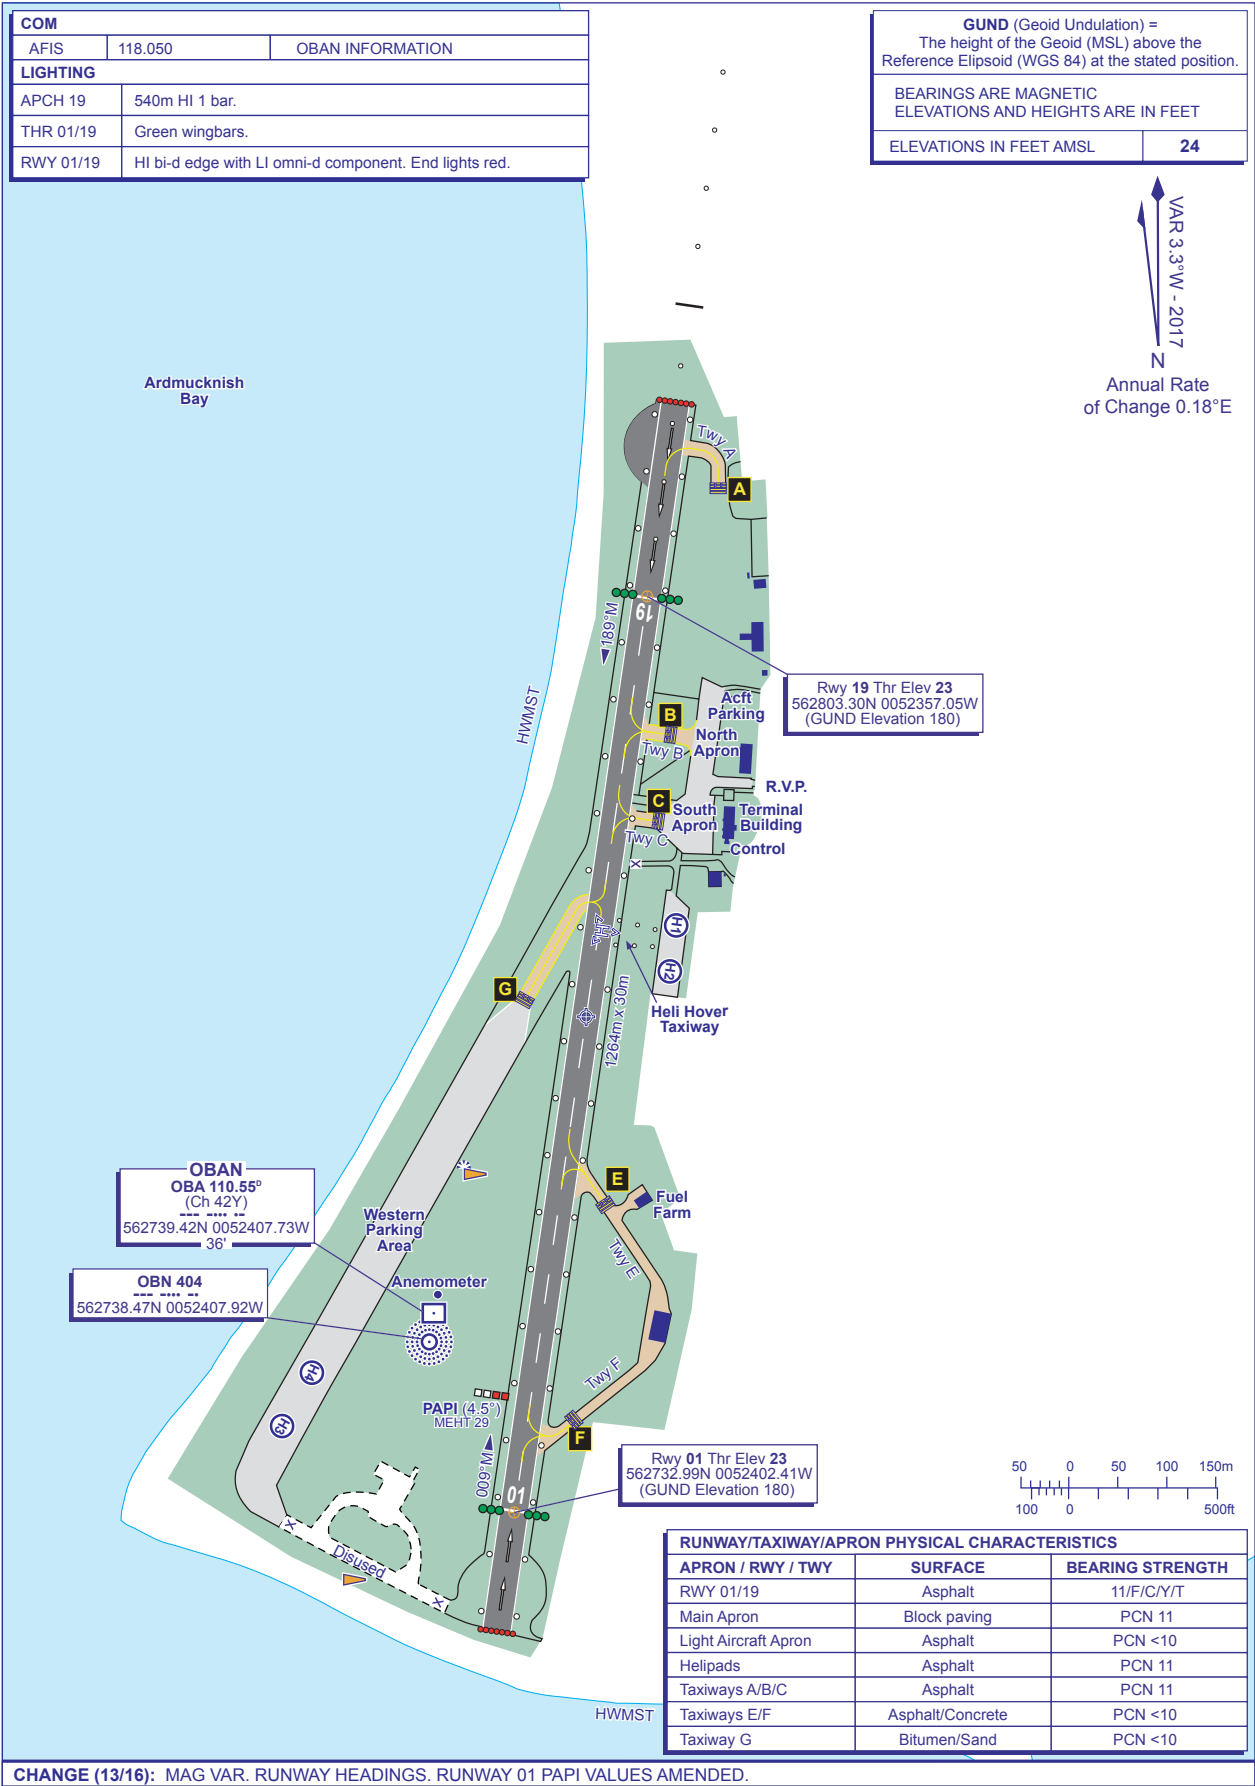 COM
AFIS 118.050 OBAN INFORMATION
LIGHTING
APCH 19 540m HI 1 bar.
THR 01/19 Green wingbars.
RWY 01/19 HI bi-d edge with LI omni-d component. End lights red.
GUND (Geoid Undulation) =
The height of the Geoid (MSL) above the
Reference Elipsoid (WGS 84) at the stated position.
BEARINGS ARE MAGNETIC
ELEVATIONS AND HEIGHTS ARE IN FEET
ELEVATIONS IN FEET AMSL 24
VAR 3.3°W - 2017
N
Annual Rate
of Change 0.18°E
Ardmucknish
Bay
Twy A
A
19
189°M
HWMST
Rwy 19 Thr Elev 23
562803.30N 0052357.05W
(GUND Elevation 180)
Acft
Parking
B
North
Apron
Twy B
R.V.P.
C
South
Apron
Terminal
Building
Twy C
Control
X
H
H1
H2
G
Heli Hover
Taxiway
1264m x 30m
OBAN
OBA 110.55D
(Ch 42Y)
562739.42N 0052407.73W
36'
Western
Parking
Area
E
Fuel
Farm
Twy E
Anemometer
OBN 404
562738.47N 0052407.92W
H4
H3
Twy F
PAPI (4.5°)
MEHT 29
F
009°M
01
Rwy 01 Thr Elev 23
562732.99N 0052402.41W
(GUND Elevation 180)
X
Disused
X
50 0 50 100 150m
100 0 500ft
HWMST
RUNWAY/TAXIWAY/APRON PHYSICAL CHARACTERISTICS
APRON / RWY / TWY SURFACE BEARING STRENGTH
RWY 01/19 Asphalt 11/F/C/Y/T
Main Apron Block paving PCN 11
Light Aircraft Apron Asphalt PCN <10
Helipads Asphalt PCN 11
Taxiways A/B/C Asphalt PCN 11
Taxiways E/F Asphalt/Concrete PCN <10
Taxiway G Bitumen/Sand PCN <10
CHANGE (13/16): MAG VAR. RUNWAY HEADINGS. RUNWAY 01 PAPI VALUES AMENDED.